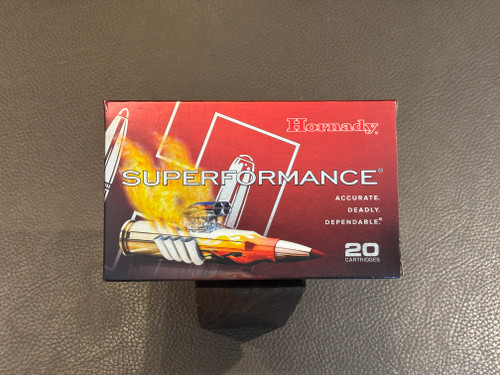 Hornady®
SUPERFORMANCE®
ACCURATE.
DEADLY.
DEPENDABLE.®
20
CARTRIDGES